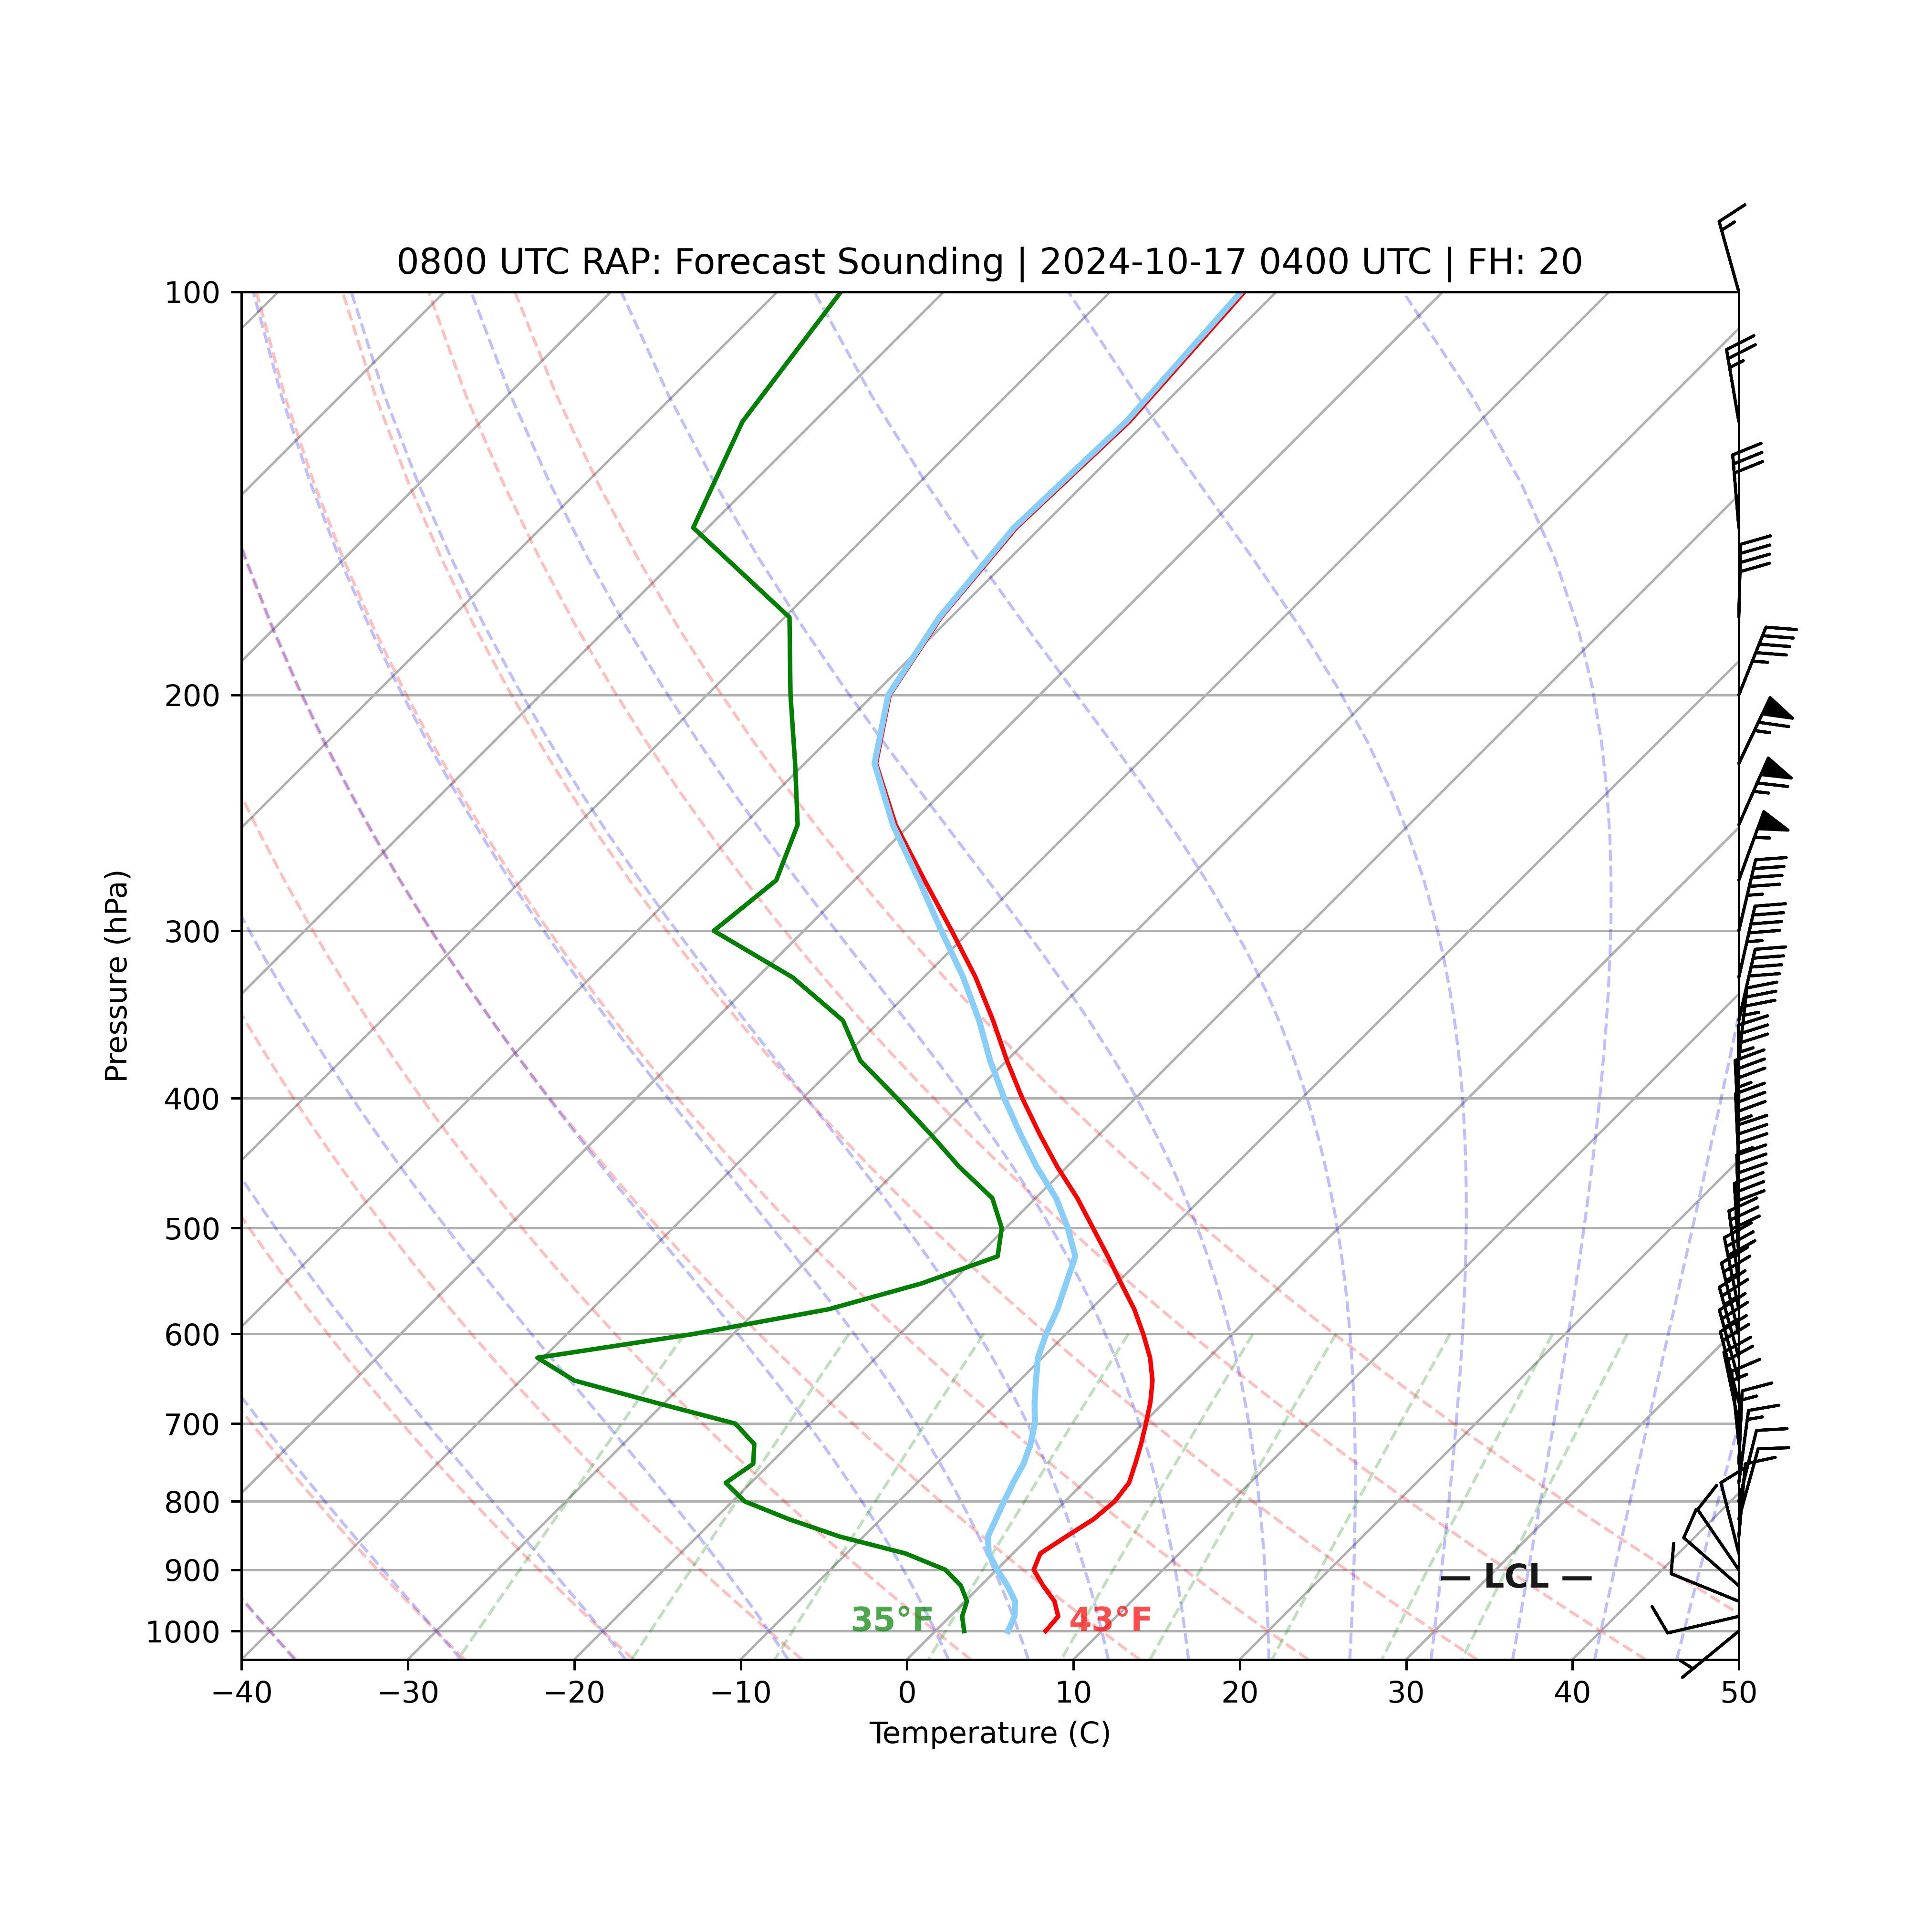 0800 UTC RAP: Forecast Sounding | 2024-10-17 0400 UTC | FH: 20
100
200
300
400
500
600
700
800
900
1000
Pressure (hPa)
— LCL —
35°F
43°F
−40 −30 −20 −10 0 10 20 30 40 50
Temperature (C)